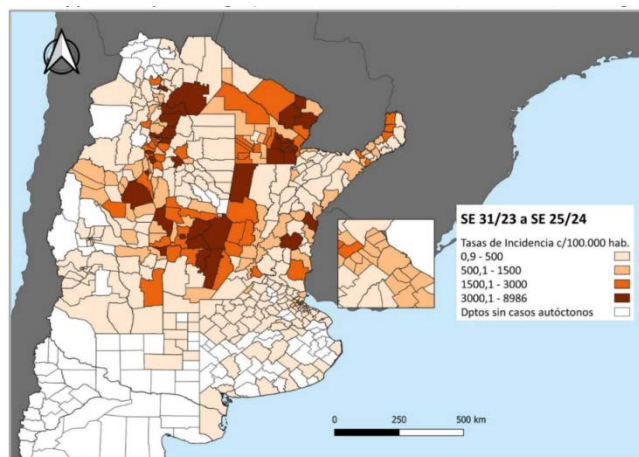 SE 31/23 a SE 25/24
Tasas de Incidencia c/100.000 hab.
0,9 - 500
500,1 - 1500
1500,1 - 3000
3000,1 - 8986
Dptos sin casos autóctonos
0 250 500 km